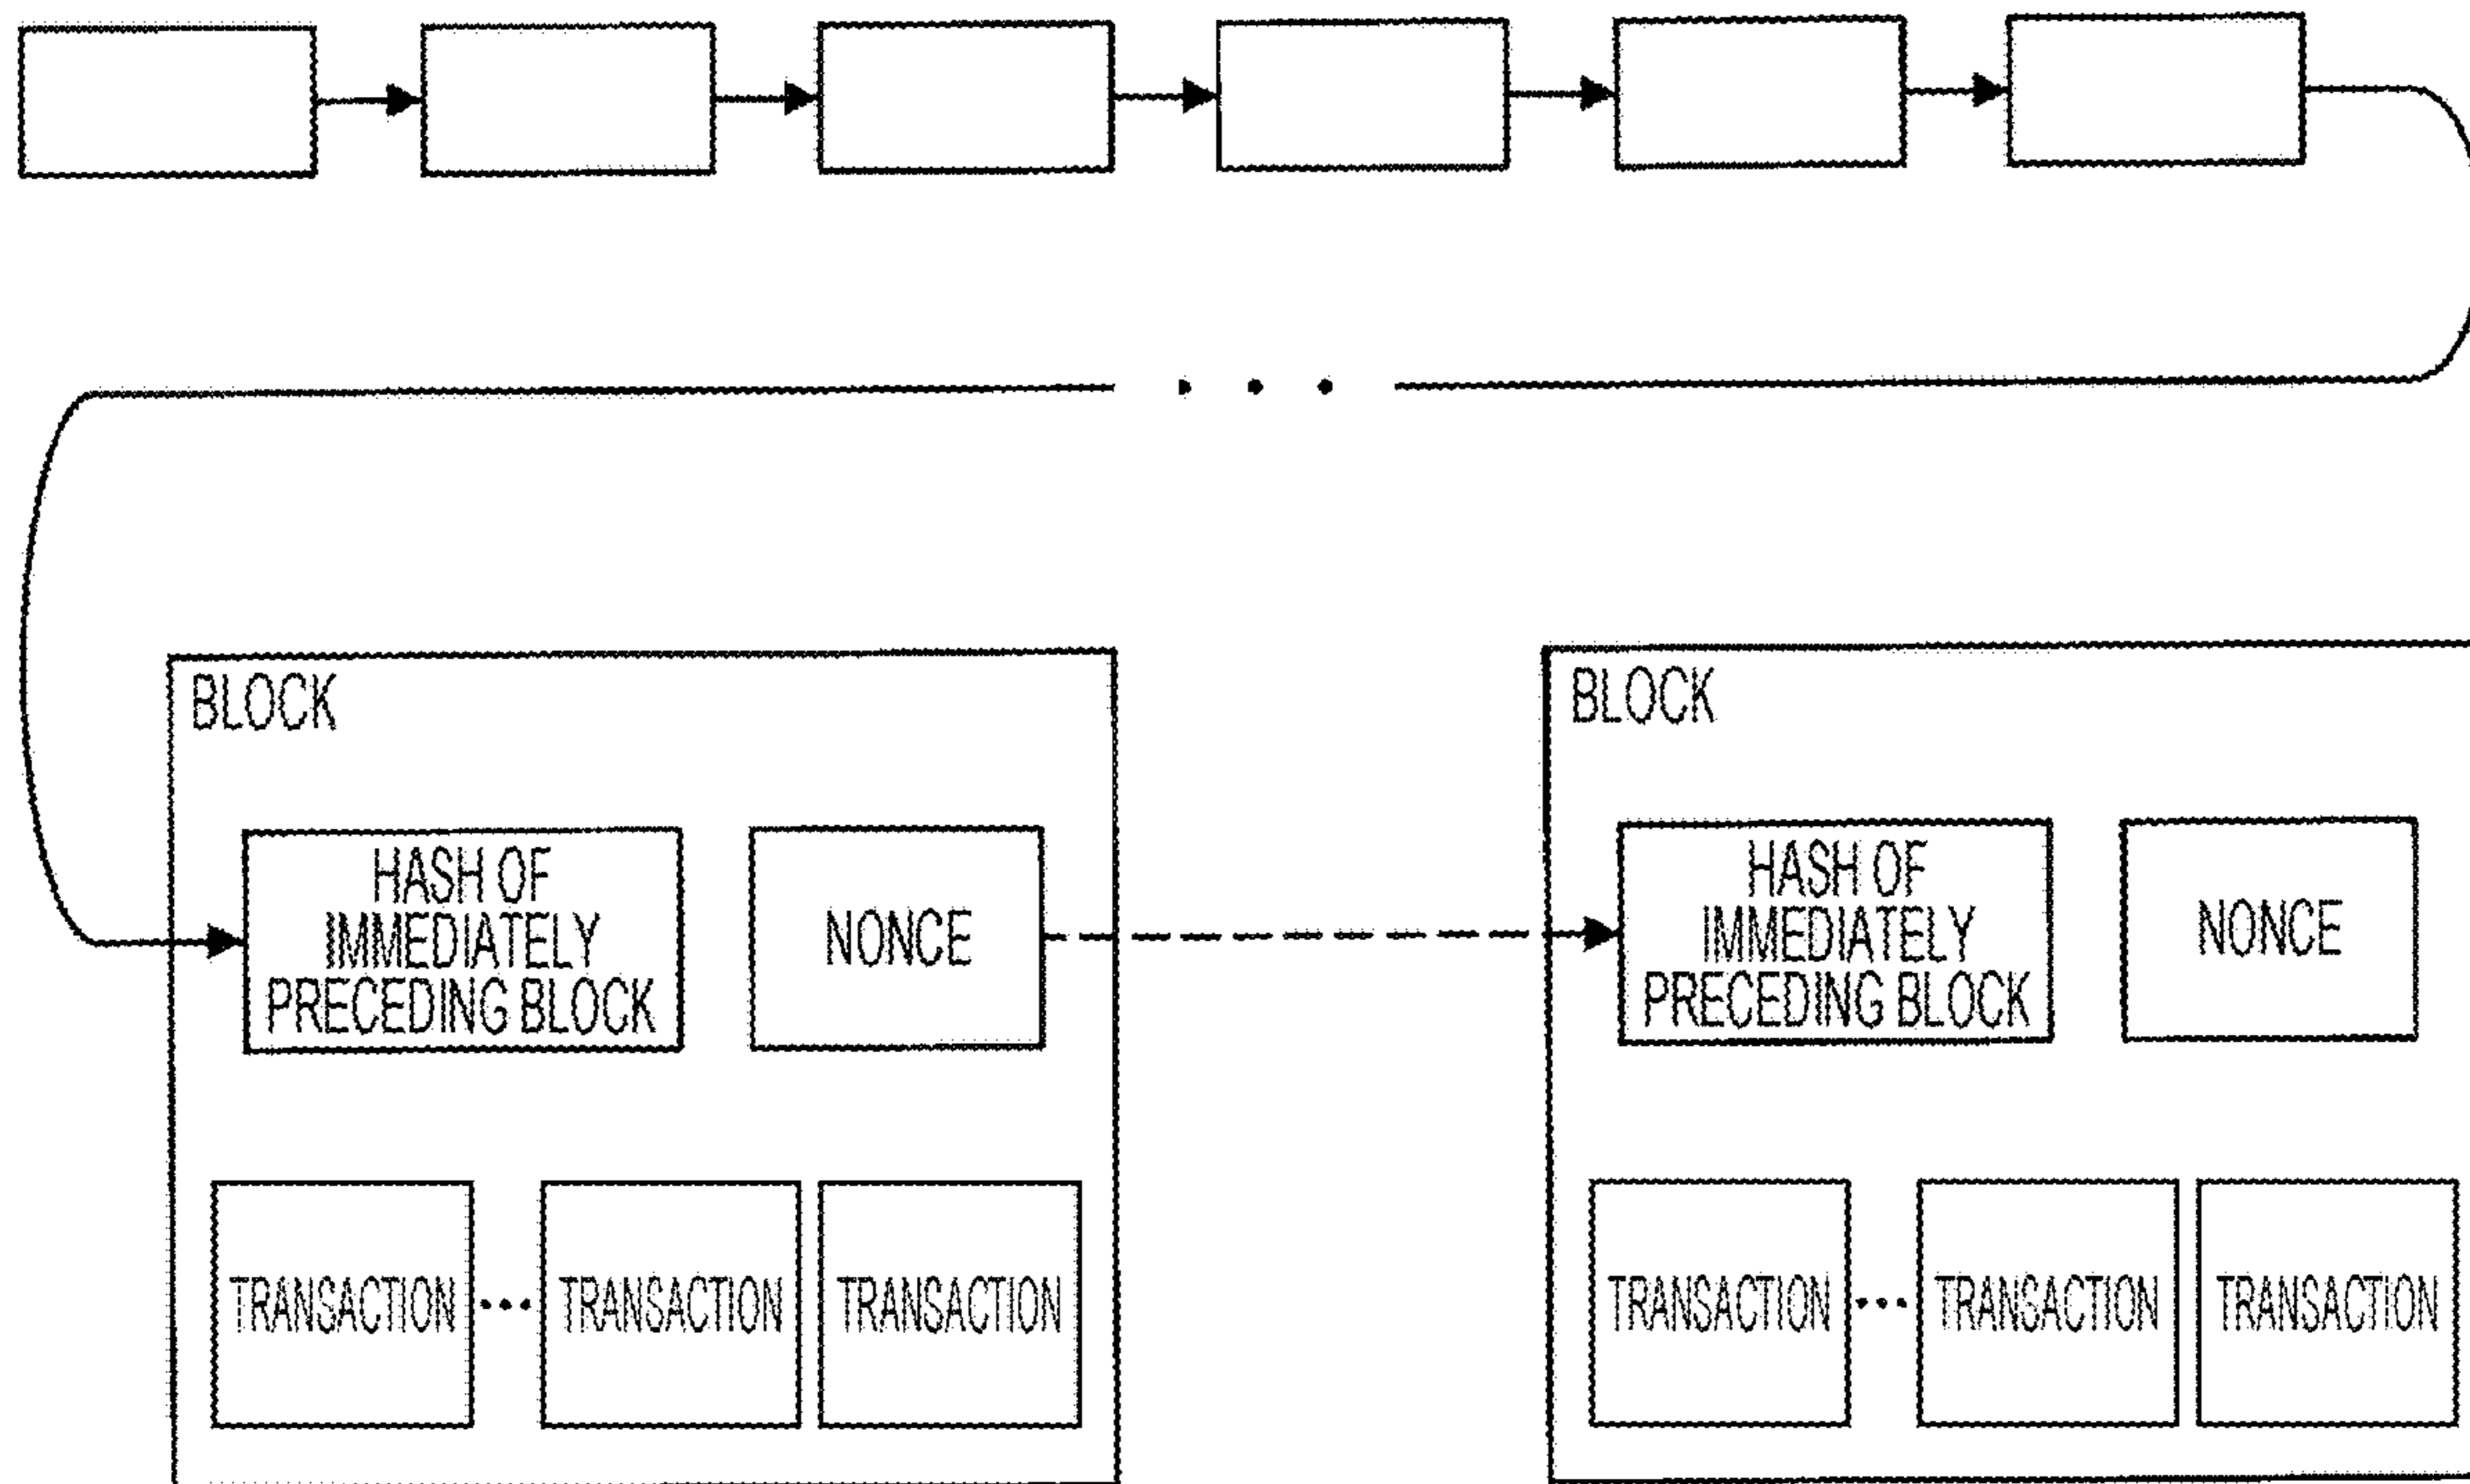 BLOCK
HASH OF
IMMEDIATELY
PRECEDING BLOCK
NONCE
TRANSACTION ... TRANSACTION TRANSACTION
BLOCK
HASH OF
IMMEDIATELY
PRECEDING BLOCK
NONCE
TRANSACTION ... TRANSACTION TRANSACTION